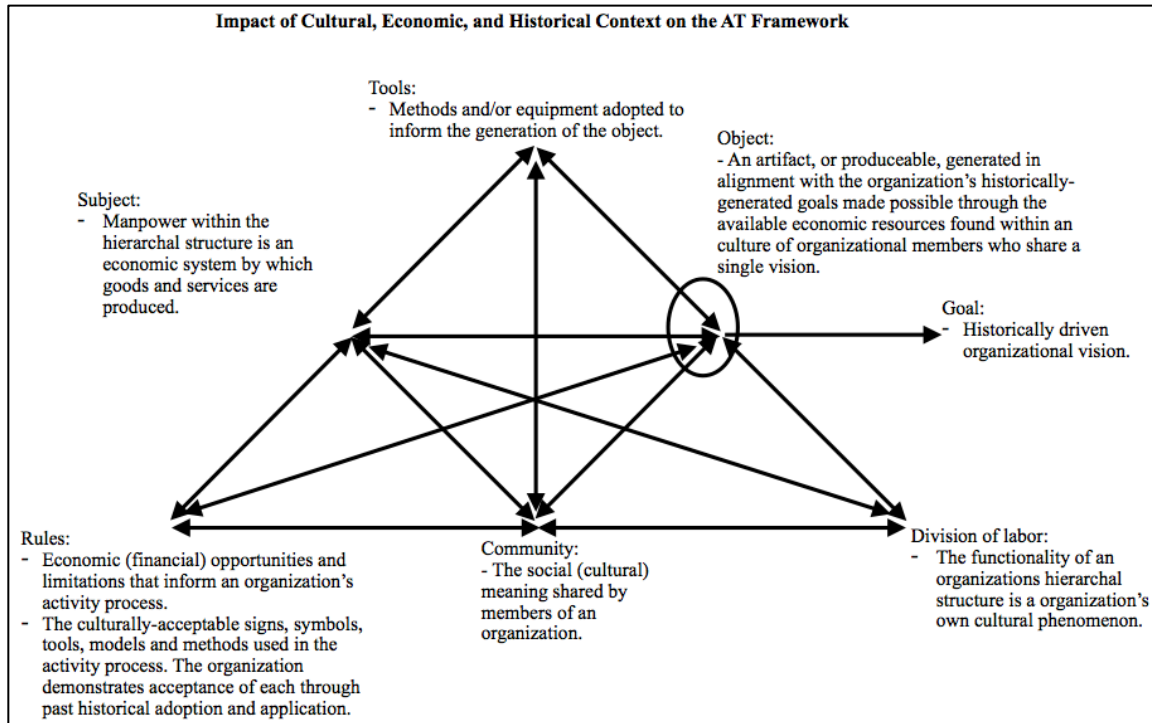 Impact of Cultural, Economic, and Historical Context on the AT Framework
Tools:
- Methods and/or equipment adopted to
inform the generation of the object.
Object:
- An artifact, or produceable, generated in
alignment with the organization's historically-
generated goals made possible through the
available economic resources found within an
culture of organizational members who share a
single vision.
Subject:
- Manpower within the
hierarchal structure is an
economic system by which
goods and services are
produced.
Goal:
- Historically driven
organizational vision.
Rules:
- Economic (financial) opportunities and
limitations that inform an organization's
activity process.
- The culturally-acceptable signs, symbols,
tools, models and methods used in the
activity process. The organization
demonstrates acceptance of each through
past historical adoption and application.
Community:
- The social (cultural)
meaning shared by
members of an
organization.
Division of labor:
- The functionality of an
organizations hierarchal
structure is a organization's
own cultural phenomenon.